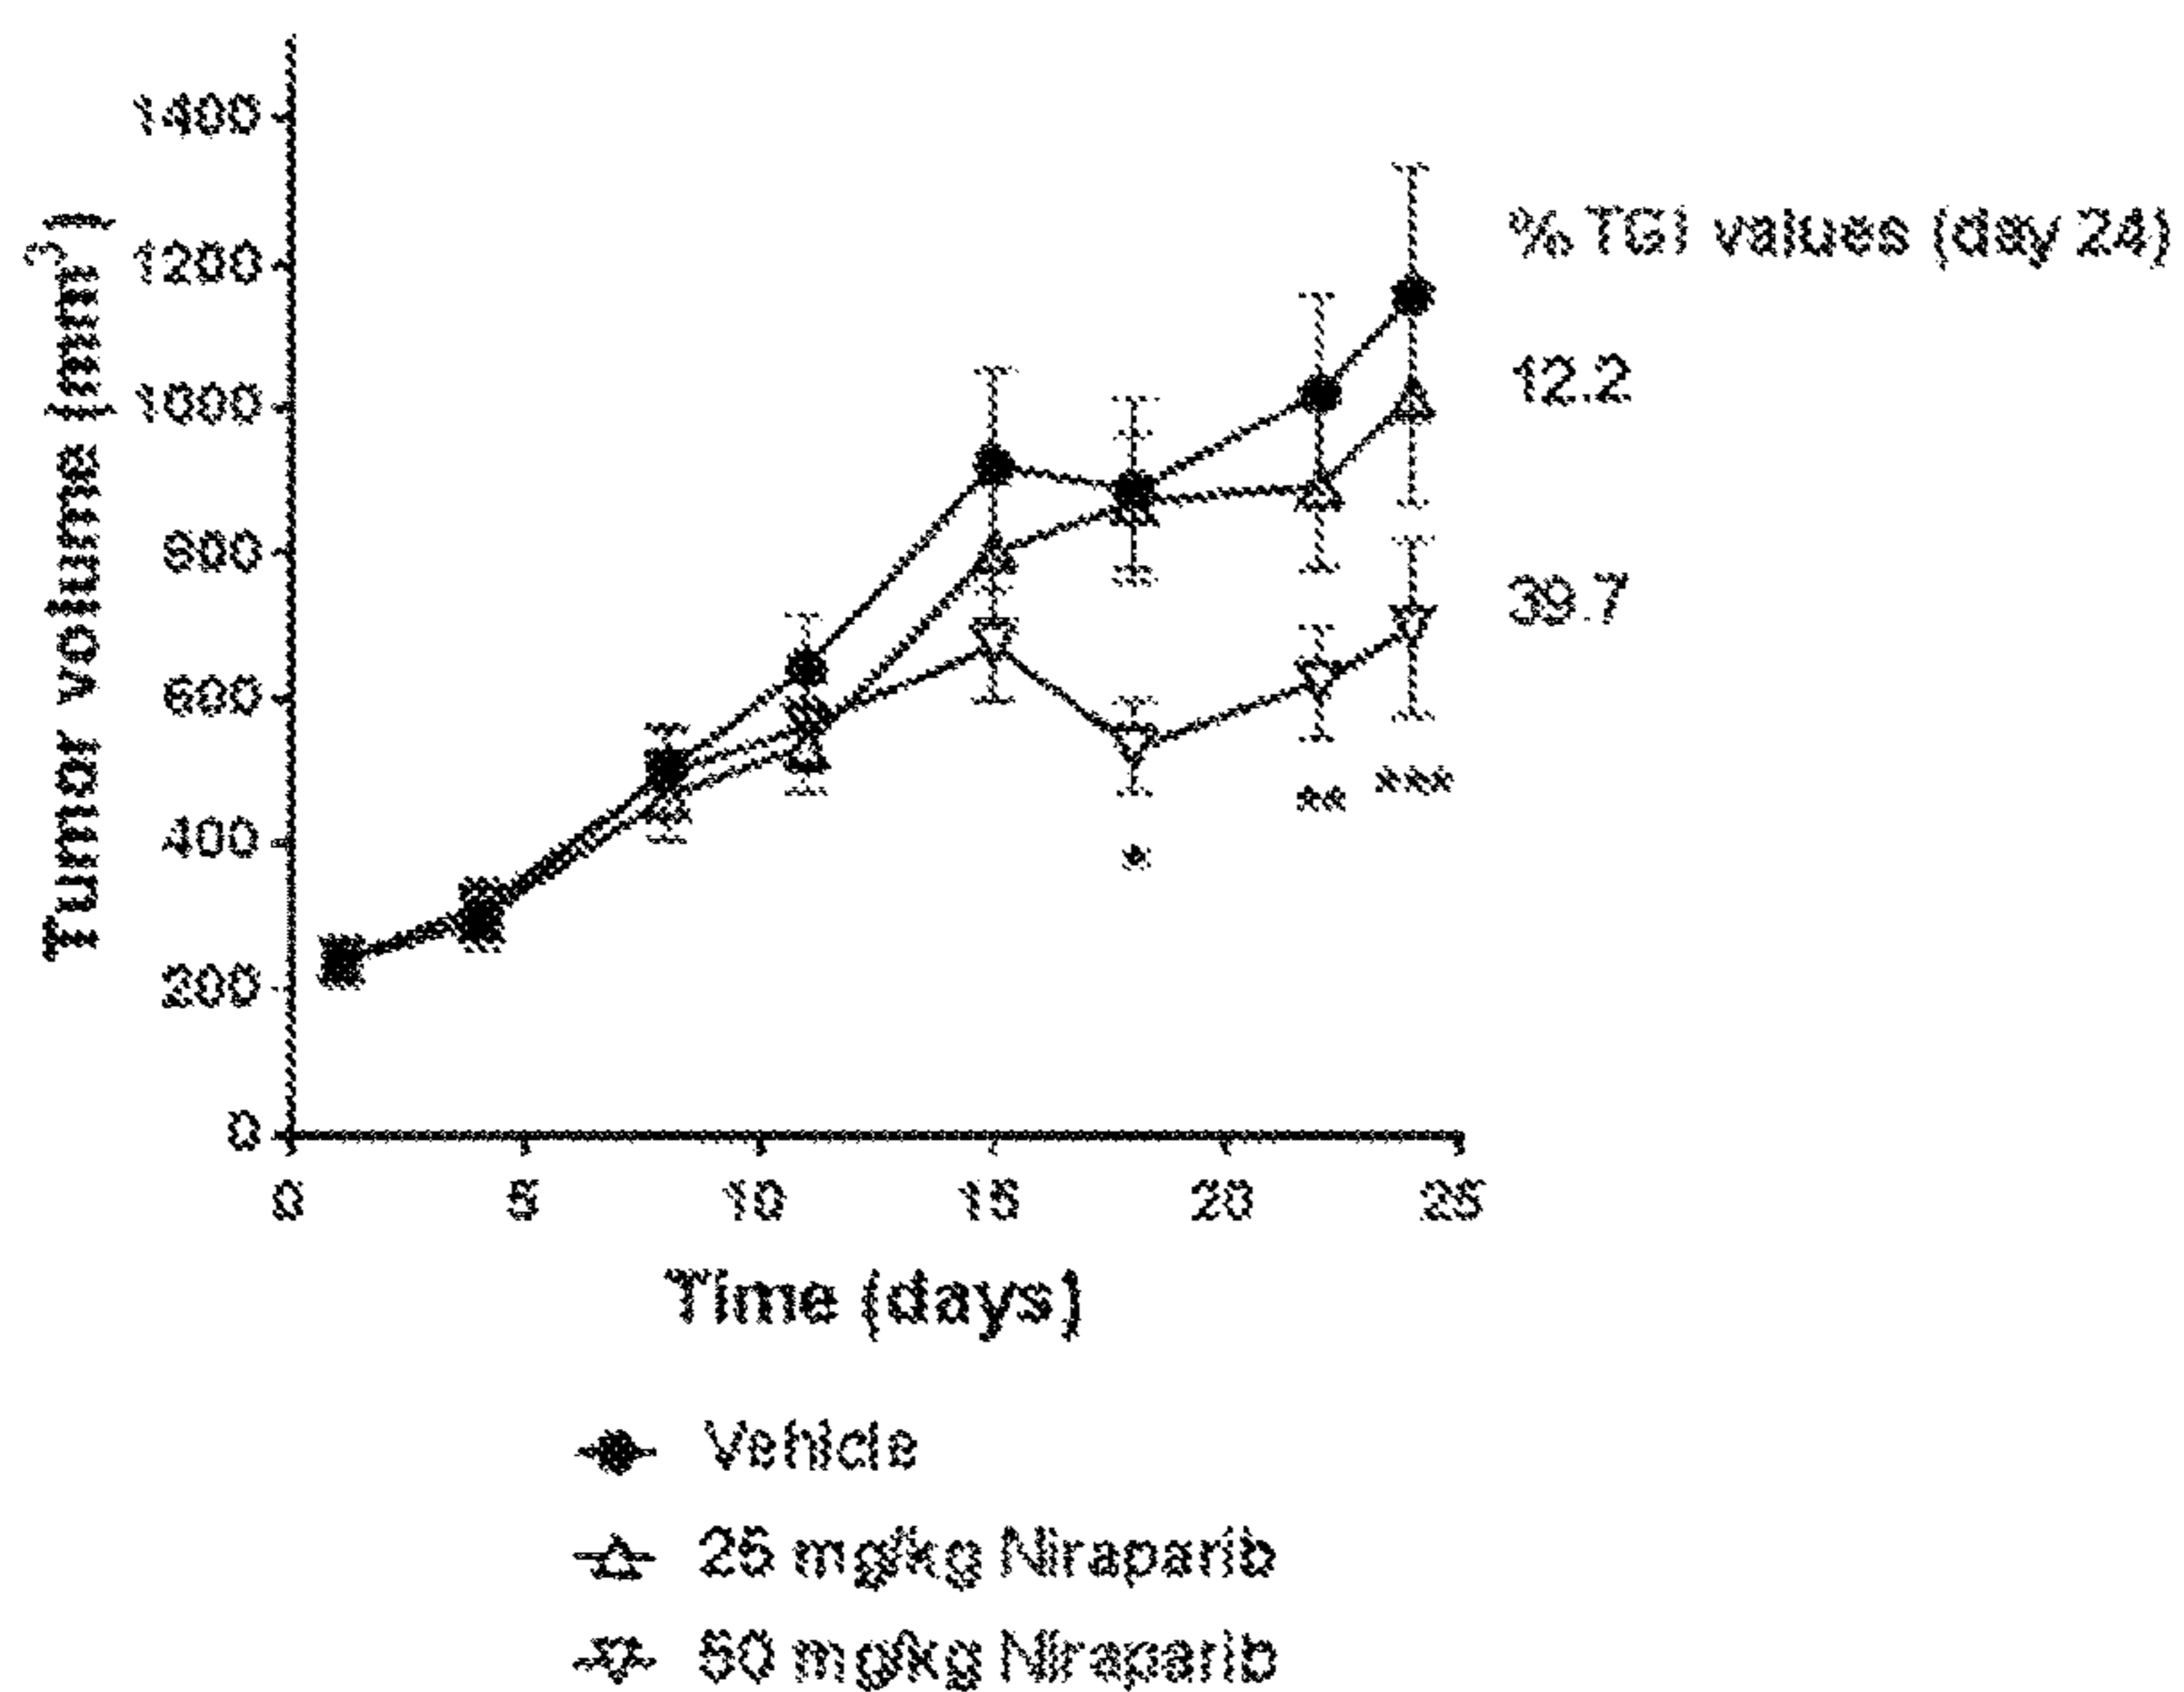 Tumor volume (mm³)
1400
1200
1000
800
600
400
200
0
0 5 10 15 20 25
Time (days)
% TGI values (day 24)
12.2
39.7
*
**
***
Vehicle
25 mg/kg Niraparib
50 mg/kg Niraparib